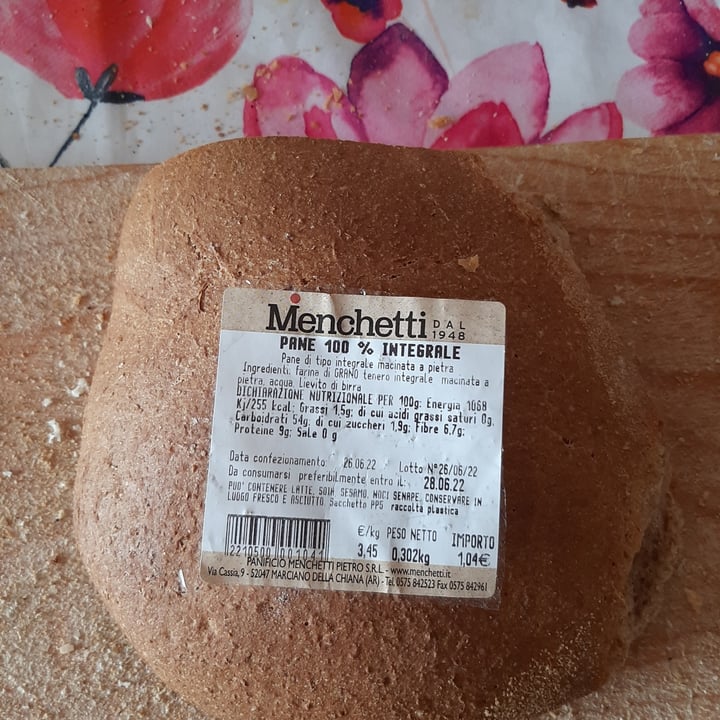 Menchetti DAL 1948
PANE 100 % INTEGRALE
Pane di tipo integrale macinata a pietra
Ingredienti: farina di GRANO tenero integrale macinata a
pietra, acqua, Lievito di birra
DICHIARAZIONE NUTRIZIONALE PER 100g: Energia 1068
Kj/255 kcal: Grassi 1,5g; di cui acidi grassi saturi 0g.
Carboidrati 54g, di cui zuccheri 1,9g; Fibre 6,7g;
Proteine 9g; Sale 0 g
Data confezionamento 26.06.22 Lotto N°26/06/22
Da consumarsi preferibilmente entro il: 28.06.22
PUO' CONTENERE LATTE, SOIA SESAMO, NOCI SENAPE. CONSERVARE IN
LUOGO FRESCO E ASCIUTTO. Sacchetto PP5 raccolta plastica
€/kg PESO NETTO IMPORTO
3,45 0,302kg 1,04€
2210500 001041
PANIFICIO MENCHETTI PIETRO S.R.L. - www.menchetti.it
Via Cassia, 9 - 52047 MARCIANO DELLA CHIANA (AR) - Tel. 0575 842523 Fax 0575 842961